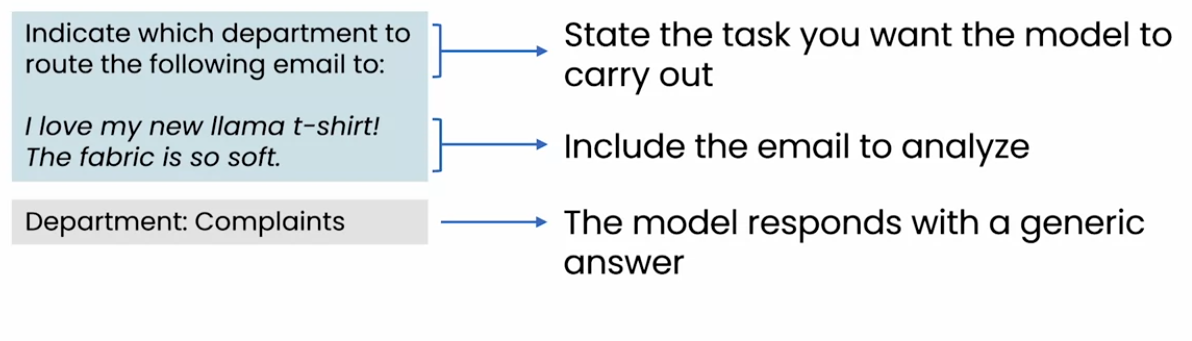 Indicate which department to
route the following email to:
I love my new llama t-shirt!
The fabric is so soft.
Department: Complaints
State the task you want the model to
carry out
Include the email to analyze
The model responds with a generic
answer